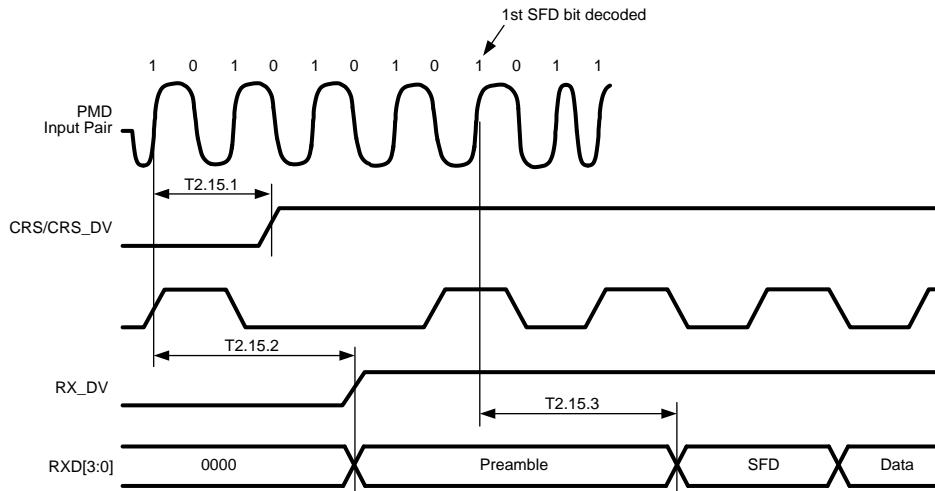 1st SFD bit decoded
1 0 1 0 1 0 1 0 1 0 1 1
PMD
Input Pair
T2.15.1
CRS/CRS_DV
T2.15.2
RX_DV
T2.15.3
RXD[3:0] 0000 Preamble SFD Data